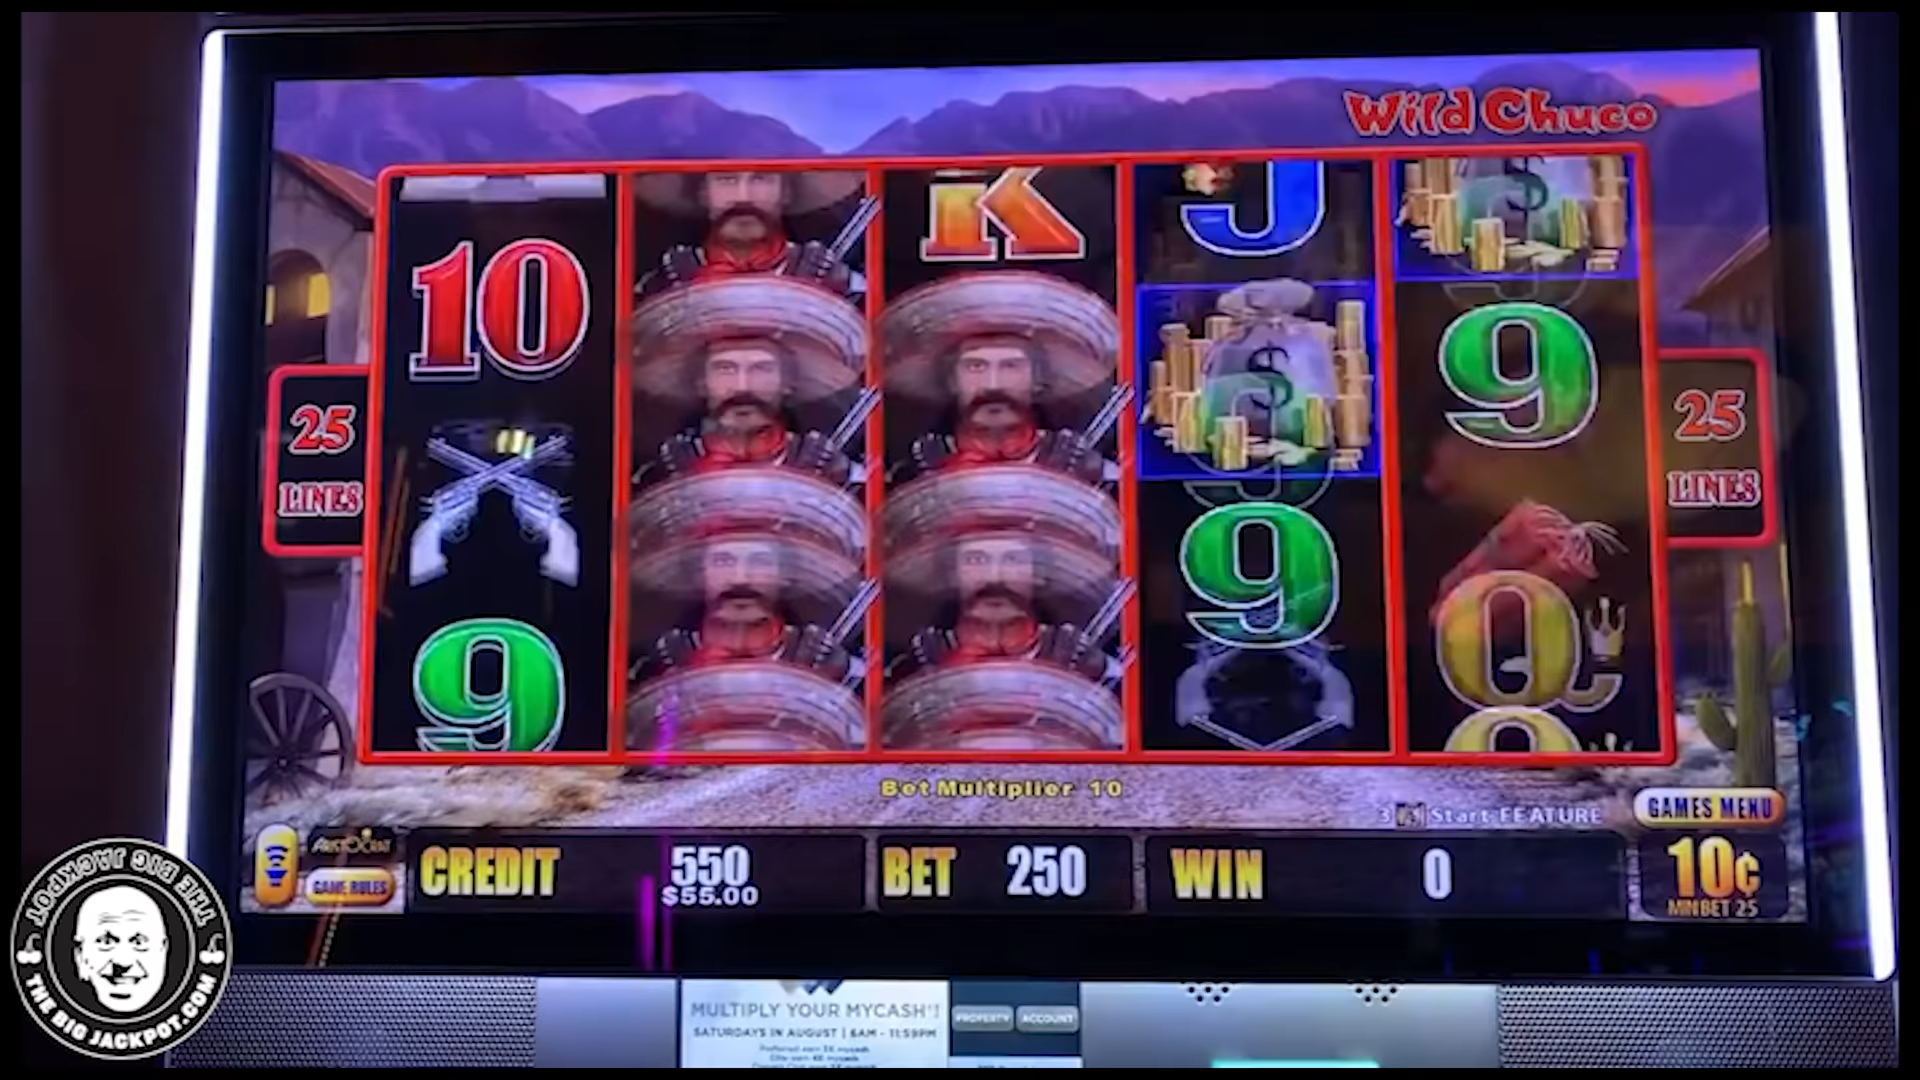 Wild Chuco
K
J
$
10
$
9
25
LINES
25
LINES
9
Q
9
Q
Bet Multiplier 10
3 Start FEATURE
GAMES MENU
ARISTOCRAT
GAME RULES
CREDIT 550
$55.00
BET 250
WIN 0
10¢
MIN BET 25
MULTIPLY YOUR MYCASH!
SATURDAYS IN AUGUST | 6AM - 11:59PM
PROPERTY
ACCOUNT
THE BIG JACKPOT
THE BIG JACKPOT.COM